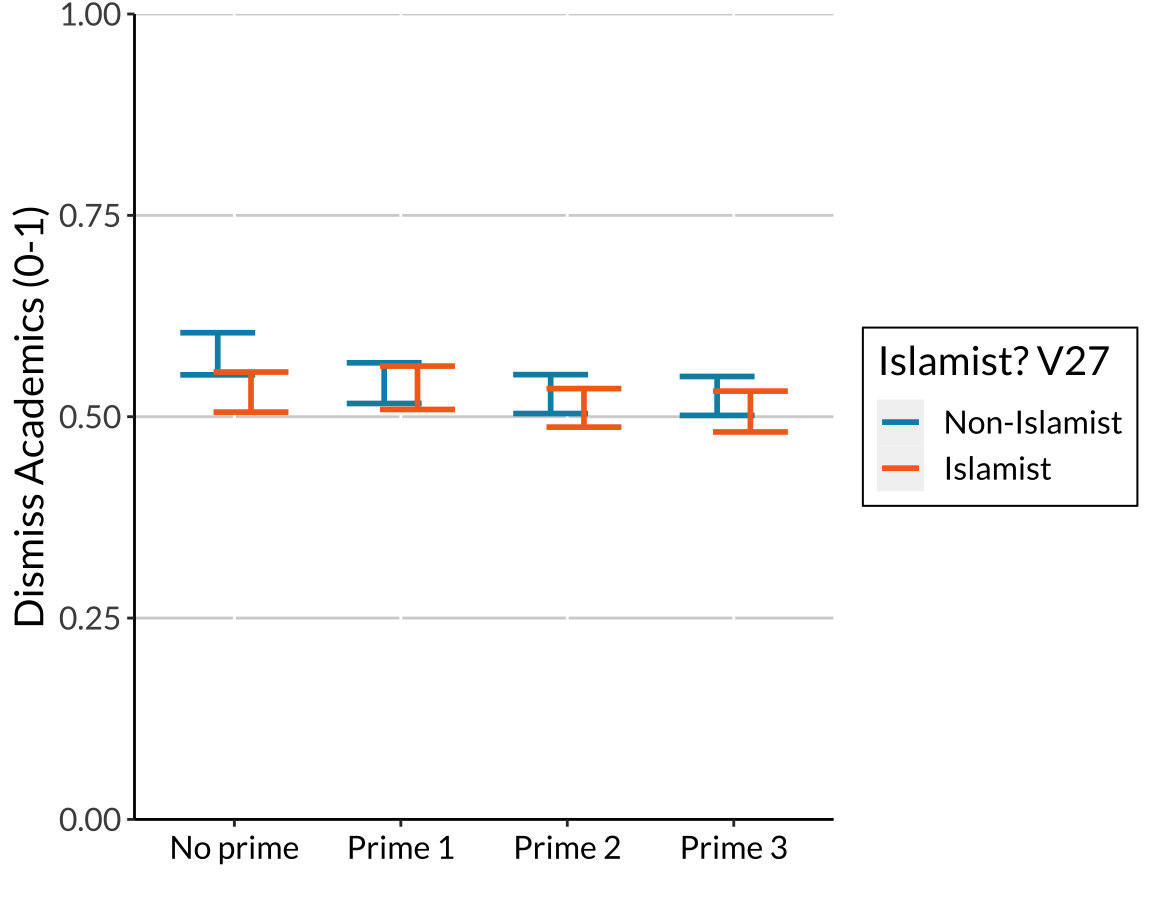 Dismiss Academics (0-1)
1.00
0.75
0.50
0.25
0.00
No prime
Prime 1
Prime 2
Prime 3
Islamist? V27
Non-Islamist
Islamist